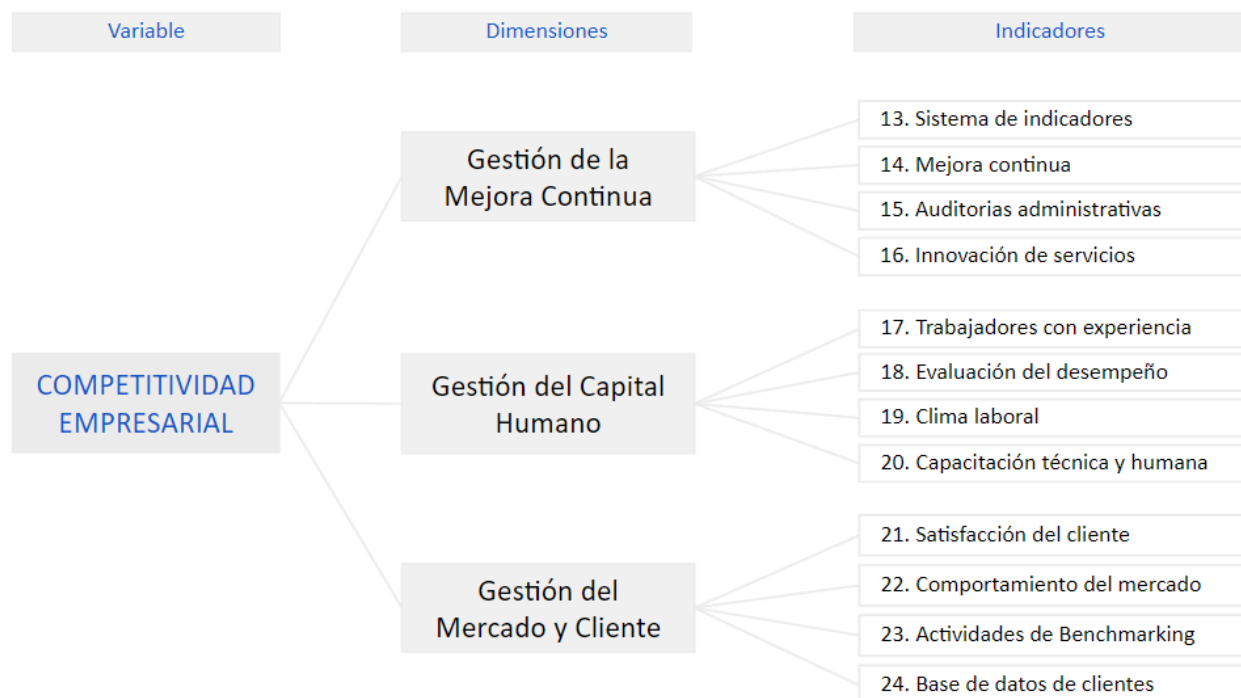 Variable
Dimensiones
Indicadores
COMPETITIVIDAD
EMPRESARIAL
Gestión de la
Mejora Continua
13. Sistema de indicadores
14. Mejora continua
15. Auditorias administrativas
16. Innovación de servicios
Gestión del Capital
Humano
17. Trabajadores con experiencia
18. Evaluación del desempeño
19. Clima laboral
20. Capacitación técnica y humana
Gestión del
Mercado y Cliente
21. Satisfacción del cliente
22. Comportamiento del mercado
23. Actividades de Benchmarking
24. Base de datos de clientes